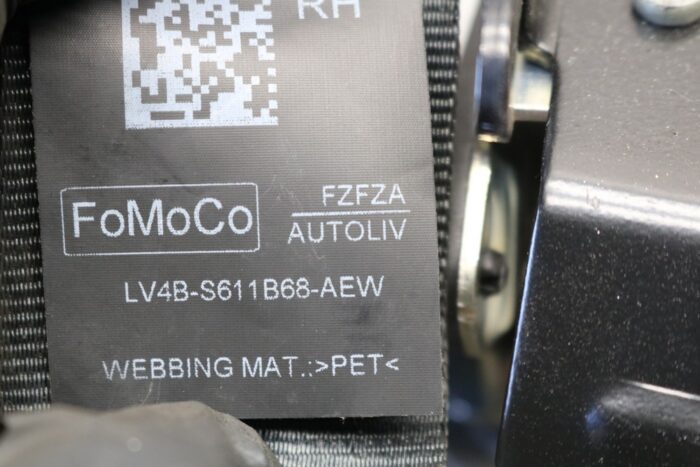 RH
FoMoCo
FZFZA
AUTOLIV
LV4B-S611B68-AEW
WEBBING MAT.:>PET<